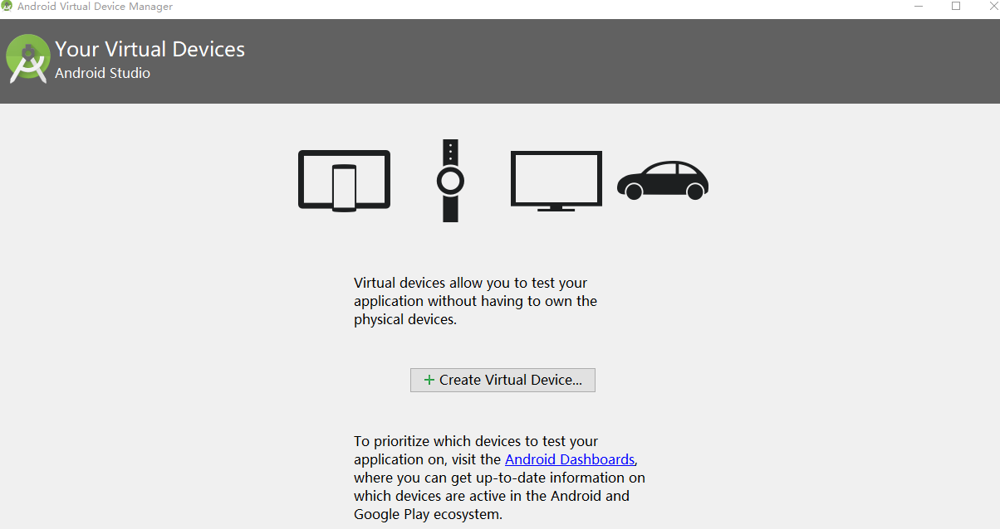 Android Virtual Device Manager
Your Virtual Devices
Android Studio
Virtual devices allow you to test your
application without having to own the
physical devices.
+ Create Virtual Device...
To prioritize which devices to test your
application on, visit the Android Dashboards,
where you can get up-to-date information on
which devices are active in the Android and
Google Play ecosystem.